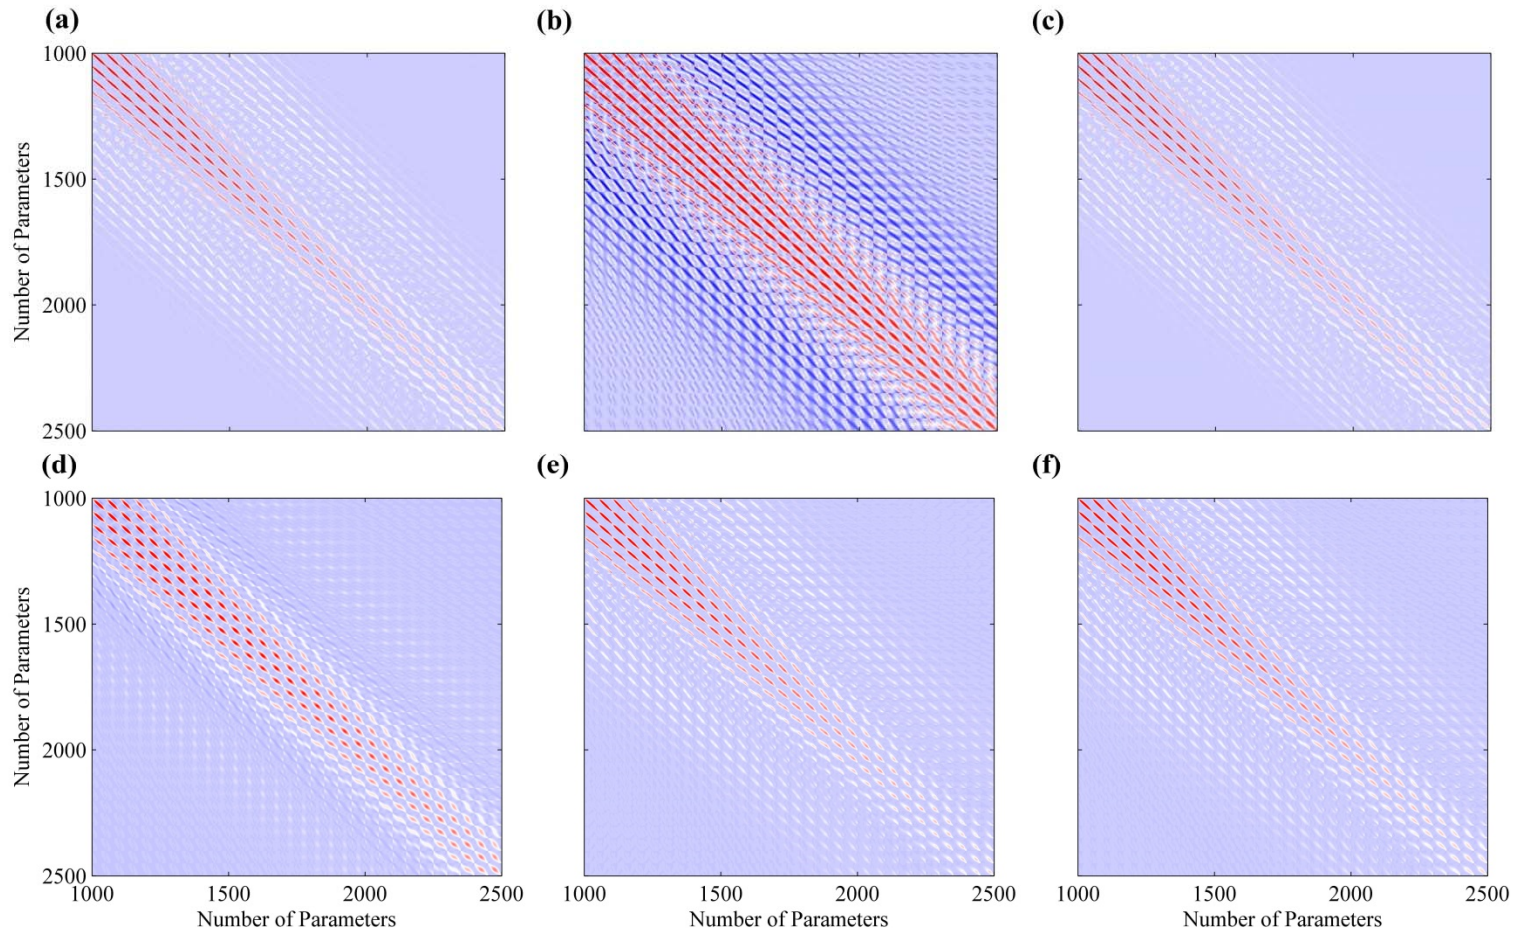 (a)
(b)
(c)
1000
1500
2000
2500
Number of Parameters
(d)
(e)
(f)
1000
1500
2000
2500
Number of Parameters
1000 1500 2000 2500
1000 1500 2000 2500
1000 1500 2000 2500
Number of Parameters
Number of Parameters
Number of Parameters